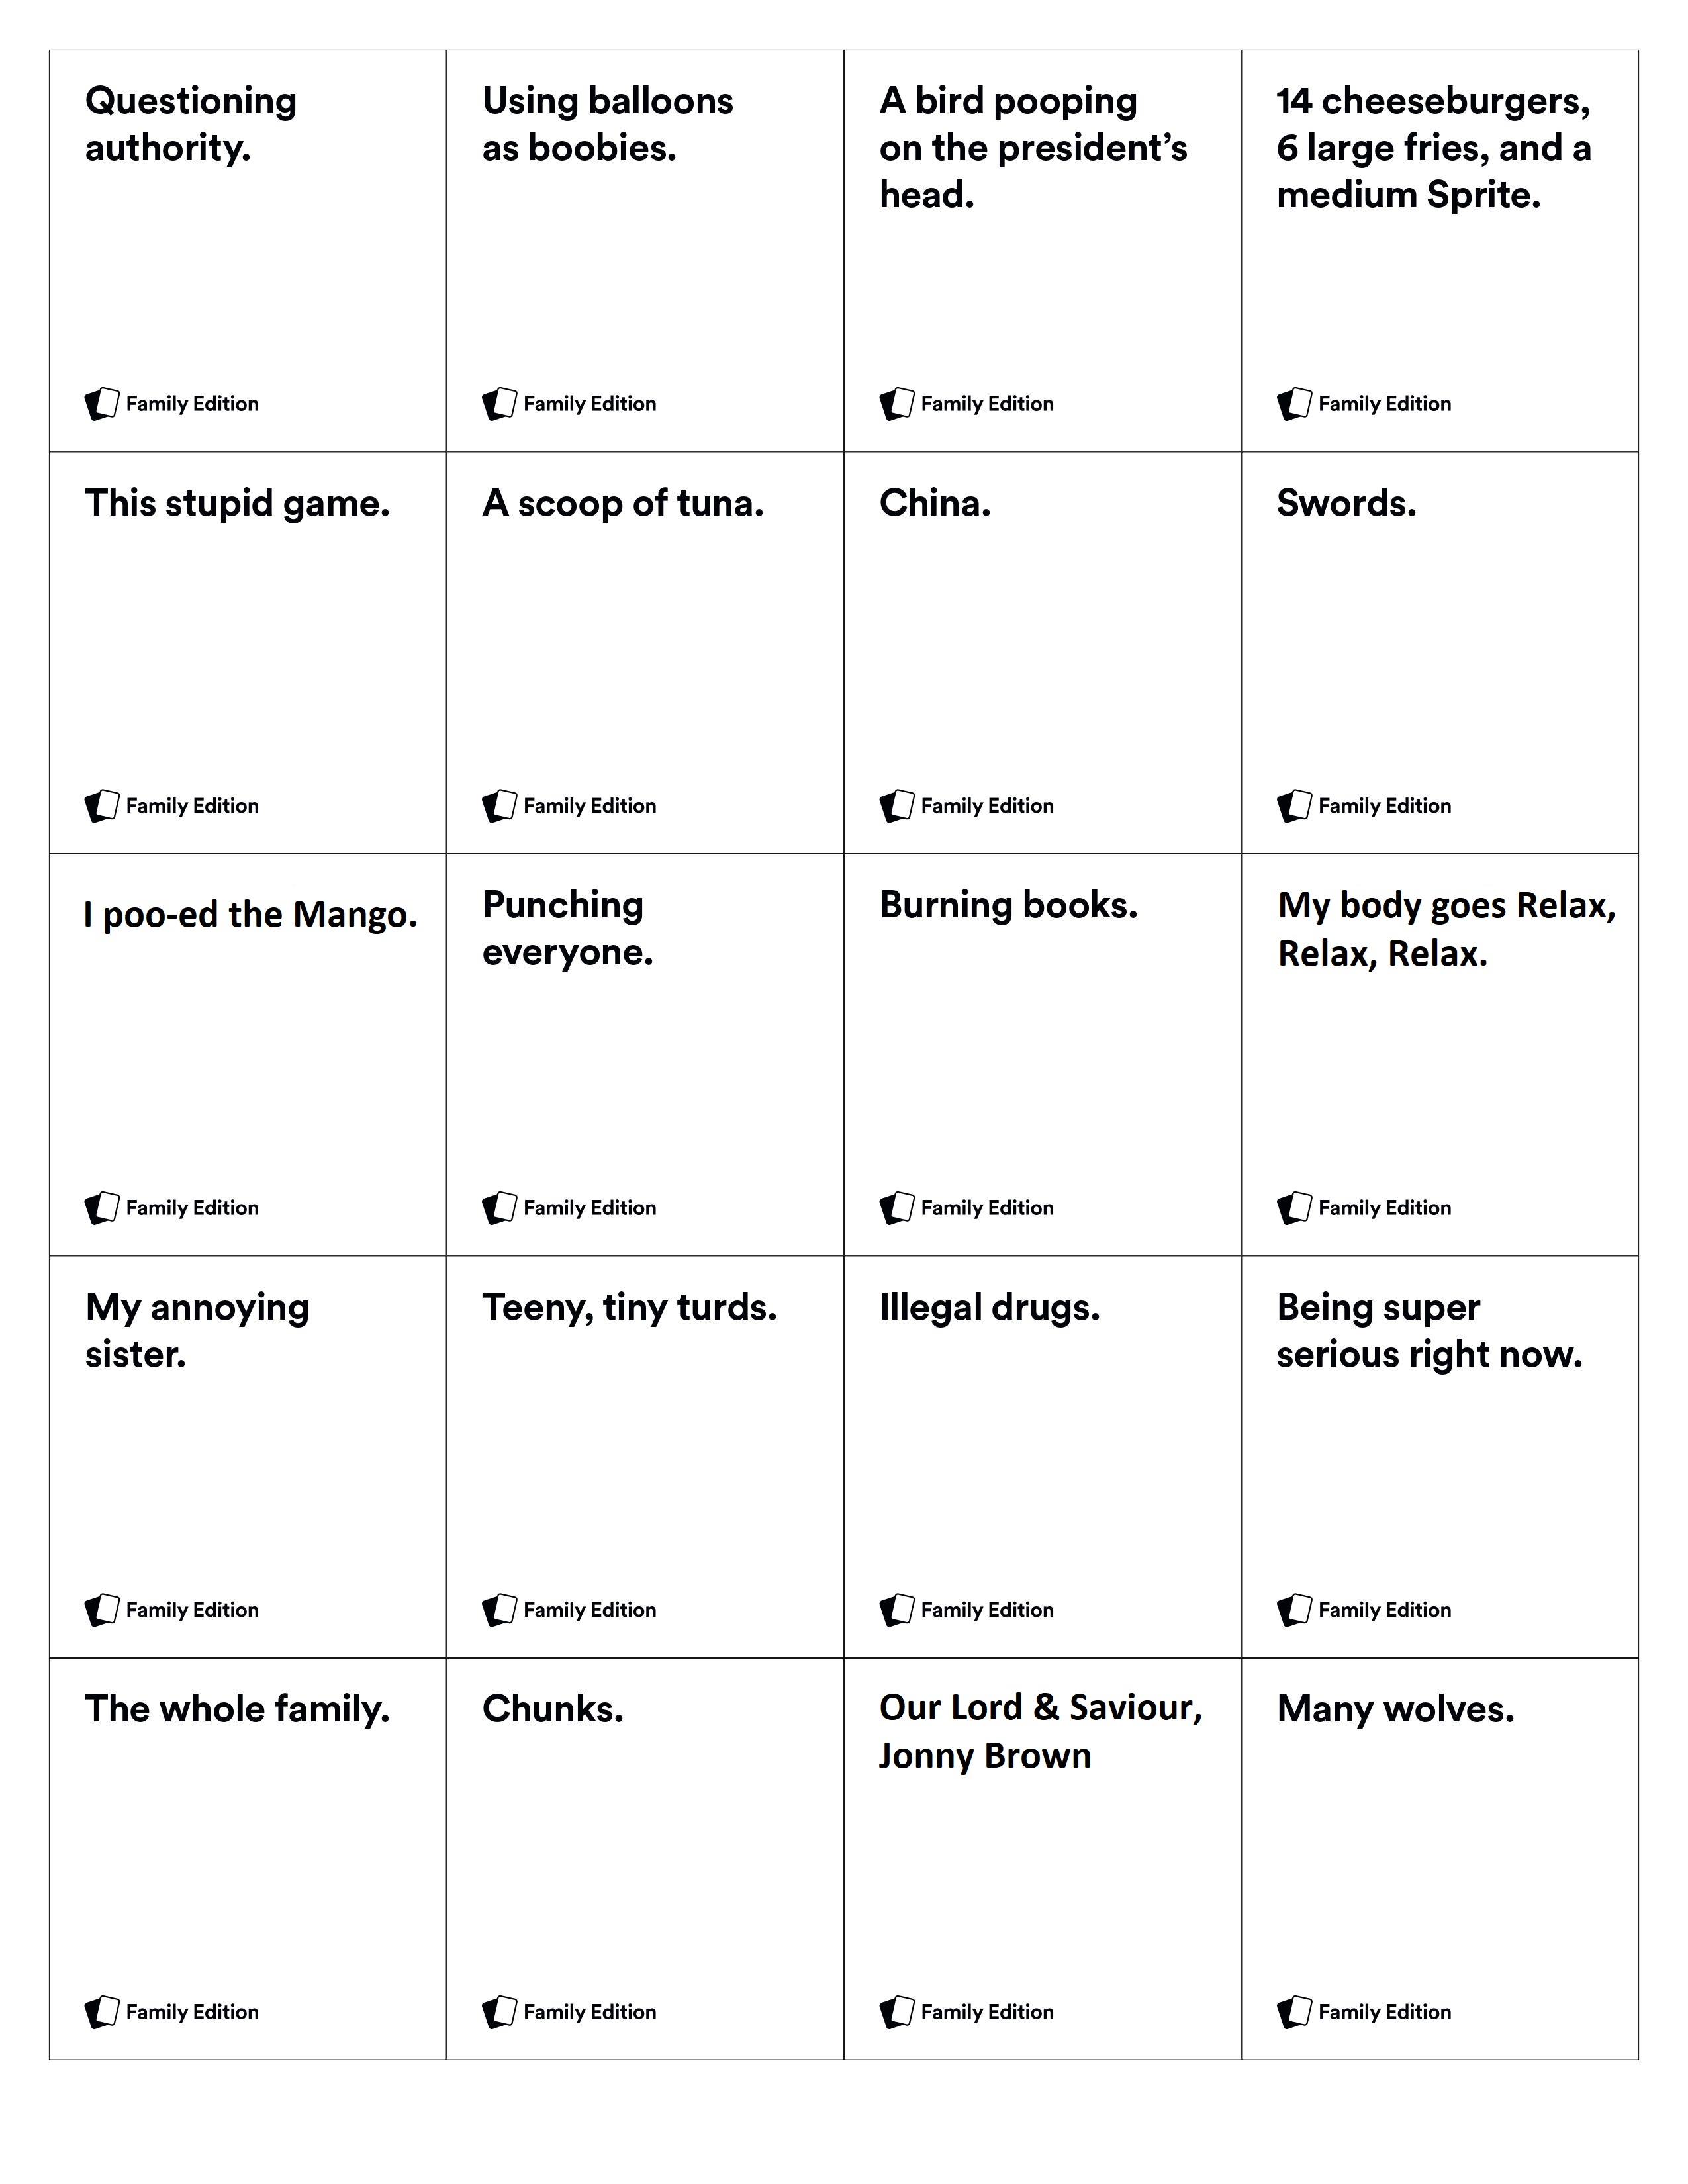 Questioning
authority.
Family Edition
Using balloons
as boobies.
Family Edition
A bird pooping
on the president’s
head.
Family Edition
14 cheeseburgers,
6 large fries, and a
medium Sprite.
Family Edition
This stupid game.
Family Edition
A scoop of tuna.
Family Edition
China.
Family Edition
Swords.
Family Edition
I poo-ed the Mango.
Family Edition
Punching
everyone.
Family Edition
Burning books.
Family Edition
My body goes Relax,
Relax, Relax.
Family Edition
My annoying
sister.
Family Edition
Teeny, tiny turds.
Family Edition
Illegal drugs.
Family Edition
Being super
serious right now.
Family Edition
The whole family.
Family Edition
Chunks.
Family Edition
Our Lord & Saviour,
Jonny Brown
Family Edition
Many wolves.
Family Edition